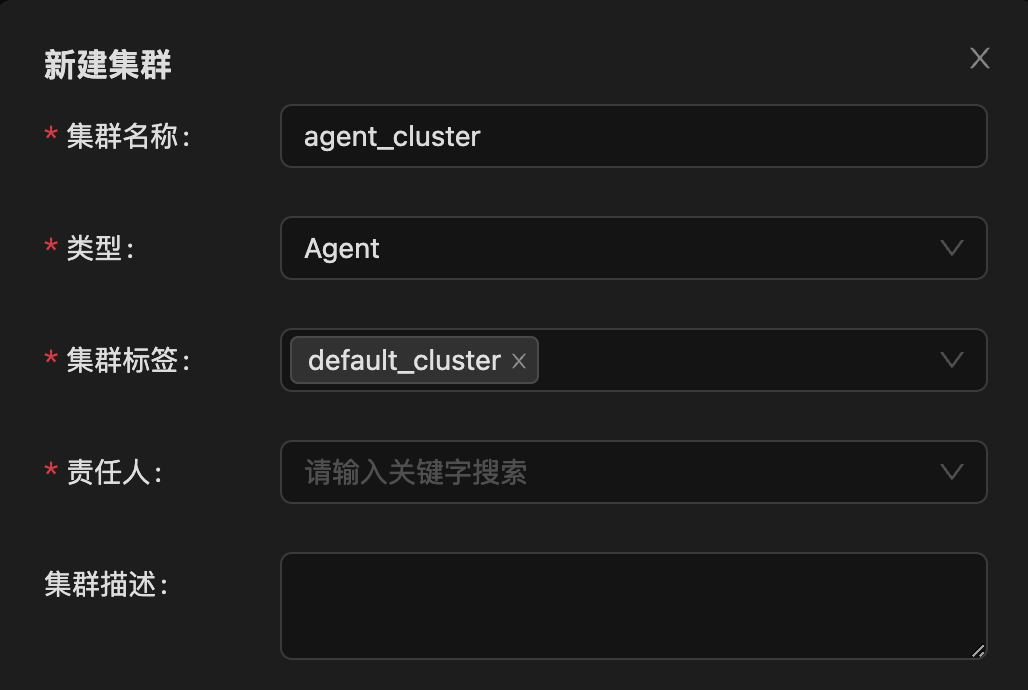 新建集群
* 集群名称:
agent_cluster
* 类型:
Agent
* 集群标签:
default_cluster
* 责任人:
请输入关键字搜索
集群描述: